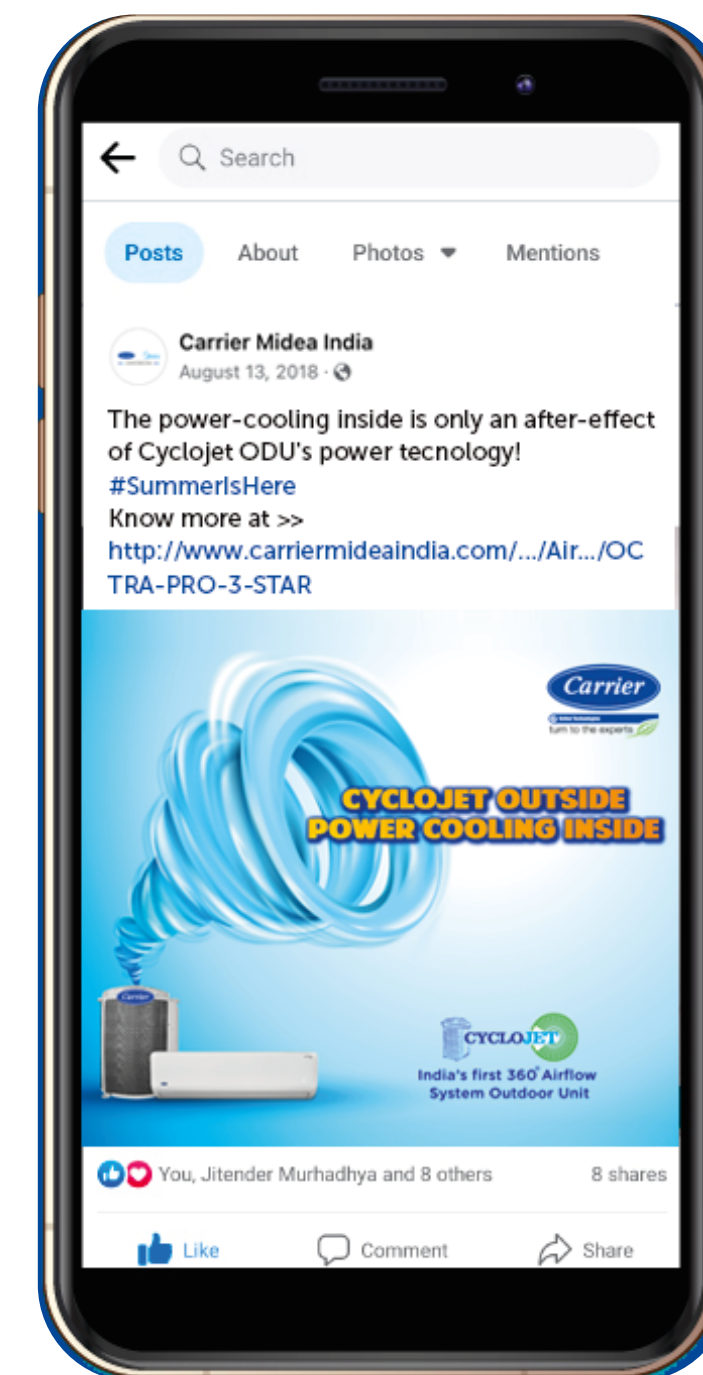 Search
Posts About Photos Mentions
Carrier Midea India
August 13, 2018 ·
The power-cooling inside is only an after-effect
of Cyclojet ODU's power tecnology!
#SummerIsHere
Know more at >>
http://www.carriermideaindia.com/.../Air.../OC
TRA-PRO-3-STAR
Carrier
turn to the experts
CYCLOJET OUTSIDE
POWER COOLING INSIDE
Carrier
CYCLOJET
India's first 360° Airflow
System Outdoor Unit
You, Jitender Murhadhya and 8 others 8 shares
Like Comment Share